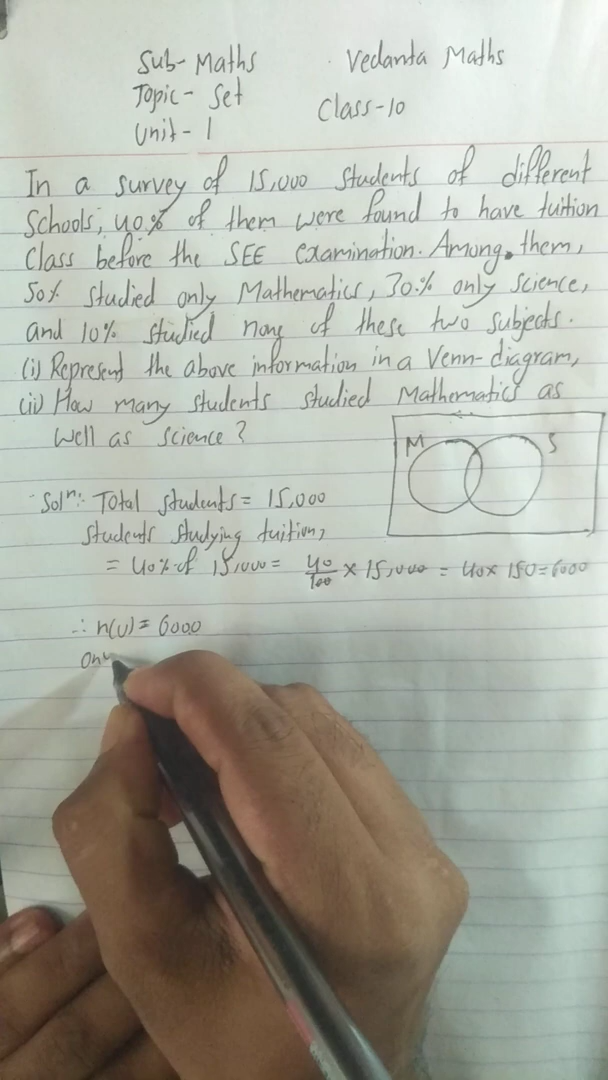 Sub- Maths
Vedanta Maths
Topic- Set
Class-10
Unit- 1
In a survey of 15,000 students of different
Schools, 40% of them were found to have tuition
Class before the SEE examination. Among them,
50% studied only Mathematics, 30% only science,
and 10% studied none of these two subjects.
(i) Represent the above information in a Venn-diagram,
(ii) How many students studied Mathematics as
well as science?
M S
Solⁿ: Total students = 15,000
Students studying tuition,
= 40% of 15,000 = 40/100 × 15,000 = 40× 150=6000
∴ n(U) = 6000
On